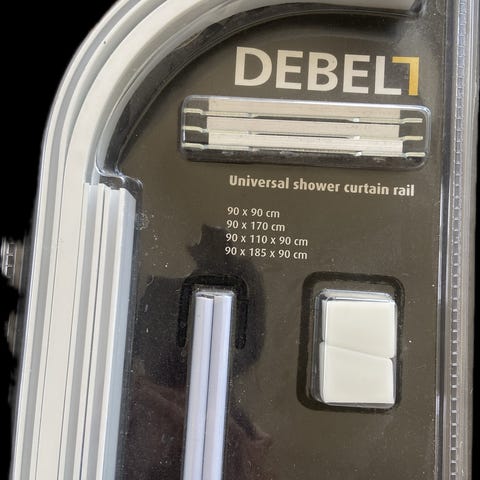 DEBEL
Universal shower curtain rail
90 x 90 cm
90 x 170 cm
90 x 110 x 90 cm
90 x 185 x 90 cm